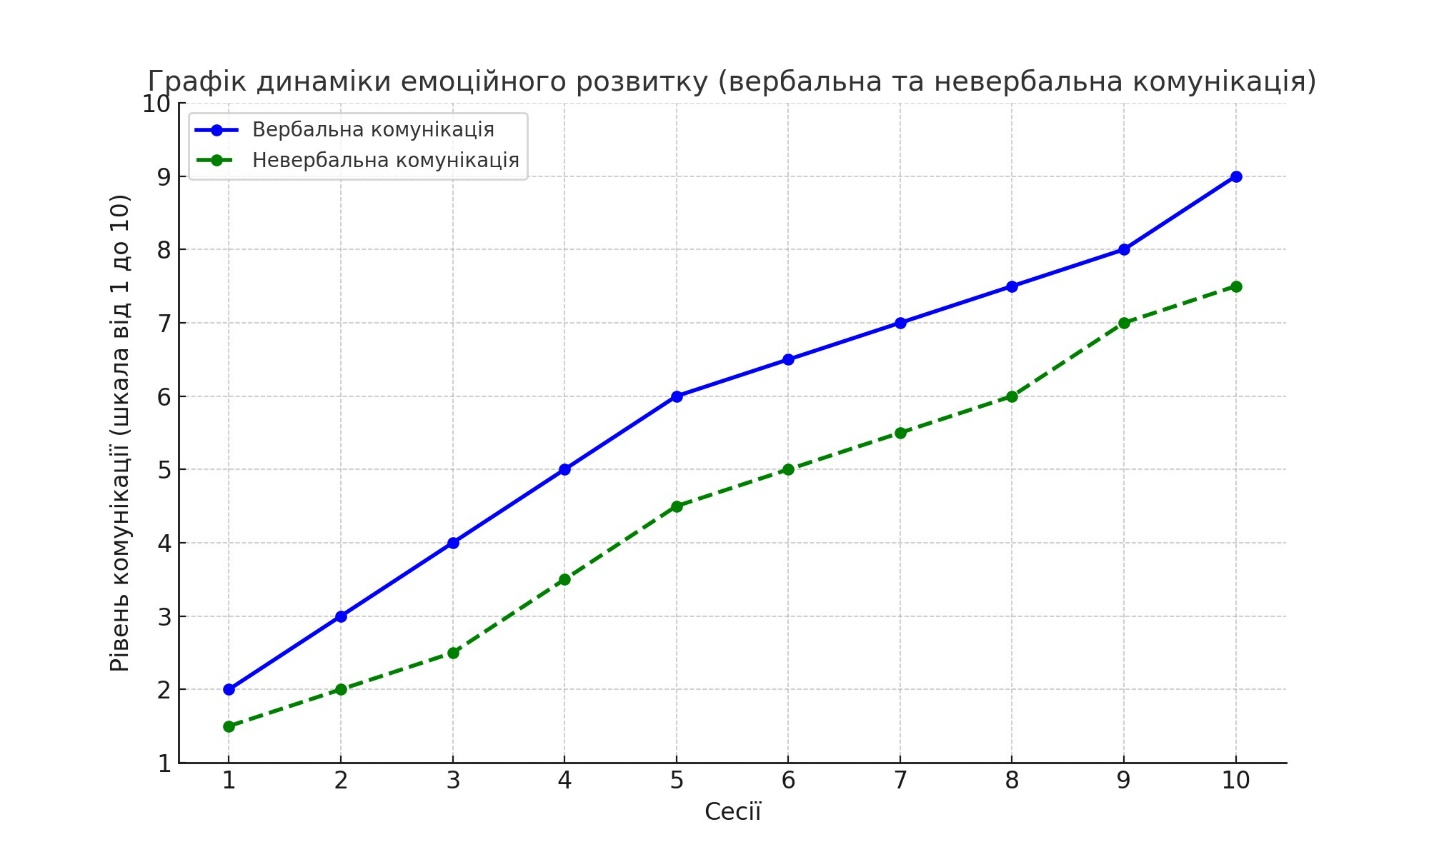 Графік динаміки емоційного розвитку (вербальна та невербальна комунікація)
Вербальна комунікація
Невербальна комунікація
Рівень комунікації (шкала від 1 до 10)
10
9
8
7
6
5
4
3
2
1
1 2 3 4 5 6 7 8 9 10
Сесії